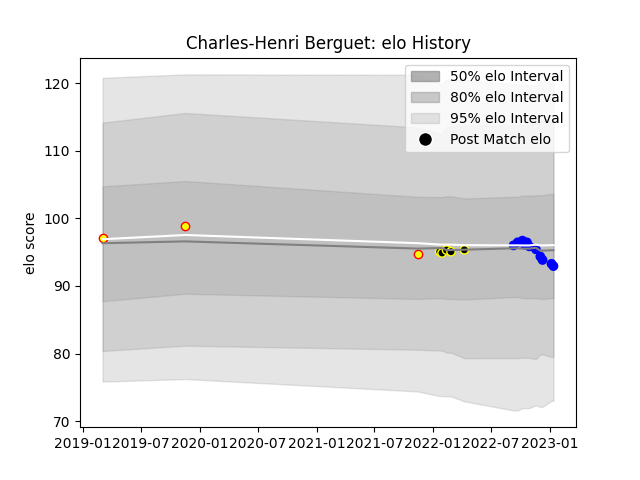 Charles-Henri Berguet: elo History
50% elo Interval
80% elo Interval
95% elo Interval
Post Match elo
elo score
120
110
100
90
80
70
2019-01 2019-07 2020-01 2020-07 2021-01 2021-07 2022-01 2022-07 2023-01